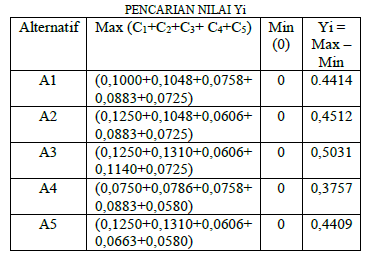 PENCARIAN NILAI Yi
Alternatif Max (C1+C2+C3+ C4+C5) Min (0) Yi = Max – Min
A1 (0,1000+0,1048+0,0758+ 0 0.4414
0,0883+0,0725)
A2 (0,1250+0,1048+0,0606+ 0 0,4512
0,0883+0,0725)
A3 (0,1250+0,1310+0,0606+ 0 0,5031
0,1140+0,0725)
A4 (0,0750+0,0786+0,0758+ 0 0,3757
0,0883+0,0580)
A5 (0,1250+0,1310+0,0606+ 0 0,4409
0,0663+0,0580)